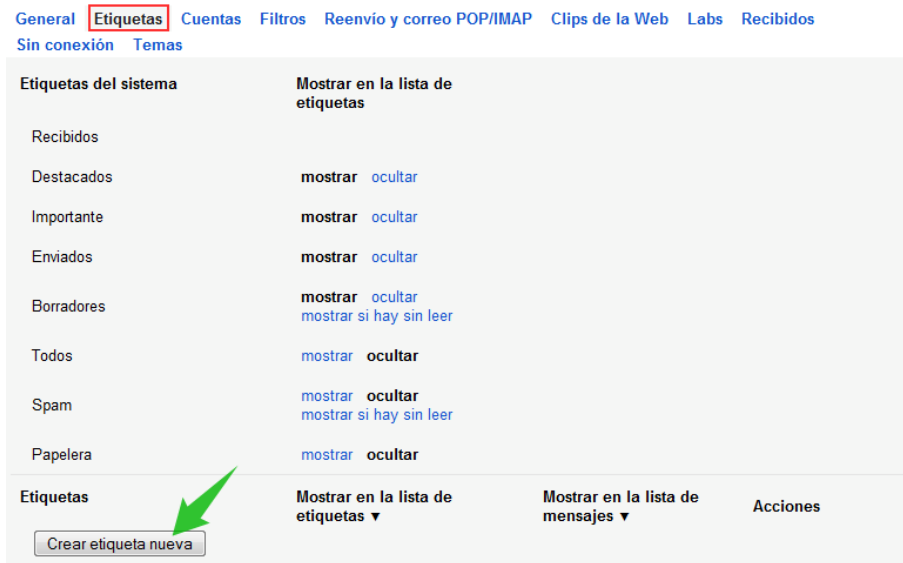 General Etiquetas Cuentas Filtros Reenvío y correo POP/IMAP Clips de la Web Labs Recibidos
Sin conexión Temas
Etiquetas del sistema Mostrar en la lista de
etiquetas
Recibidos
Destacados mostrar ocultar
Importante mostrar ocultar
Enviados mostrar ocultar
Borradores mostrar ocultar
mostrar si hay sin leer
Todos mostrar ocultar
Spam mostrar ocultar
mostrar si hay sin leer
Papelera mostrar ocultar
Etiquetas Mostrar en la lista de etiquetas ▼ Mostrar en la lista de mensajes ▼ Acciones
Crear etiqueta nueva